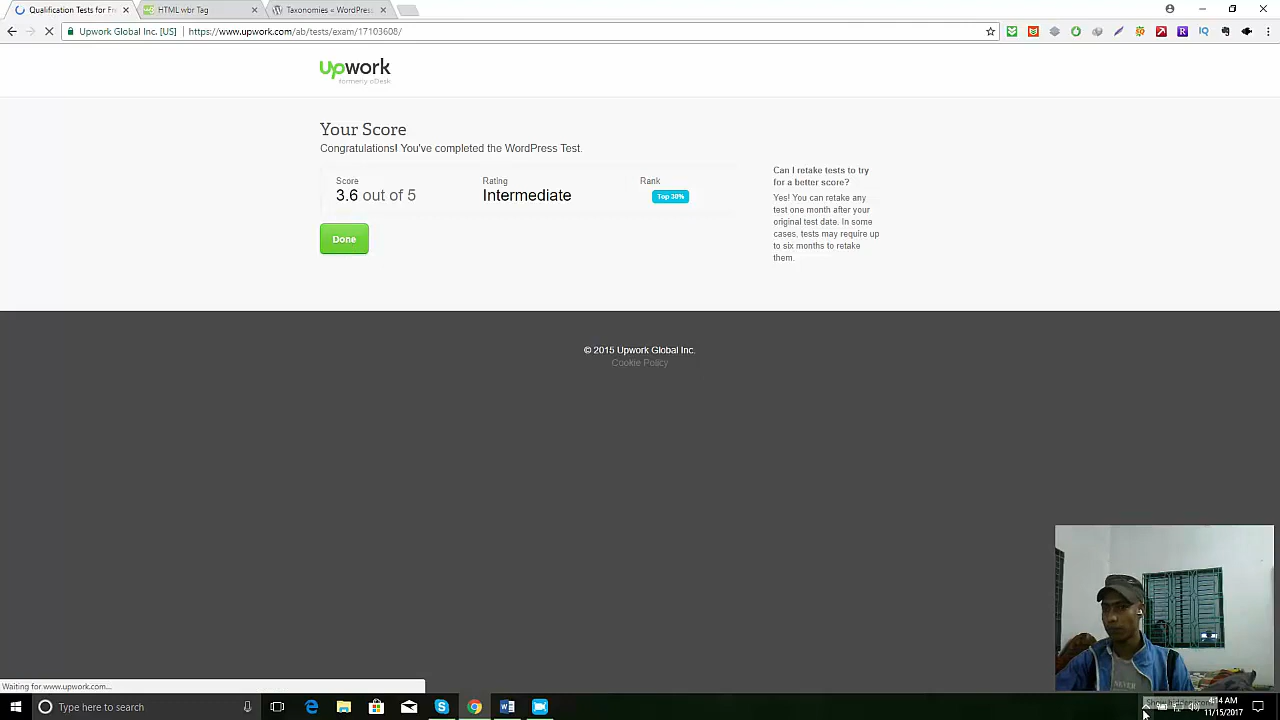 Qualification Tests for Fr
HTML wbr Tag
Taxonomies « WordPress
Upwork Global Inc. [US]
https://www.upwork.com/ab/tests/exam/17103608/
upwork
formerly oDesk
Your Score
Congratulations! You've completed the WordPress Test.
Score
3.6 out of 5
Rating
Intermediate
Rank
Top 30%
Done
Can I retake tests to try
for a better score?
Yes! You can retake any
test one month after your
original test date. In some
cases, tests may require up
to six months to retake
them.
© 2015 Upwork Global Inc.
Cookie Policy
NEVER
Waiting for www.upwork.com...
Type here to search
4:14 AM
11/15/2017